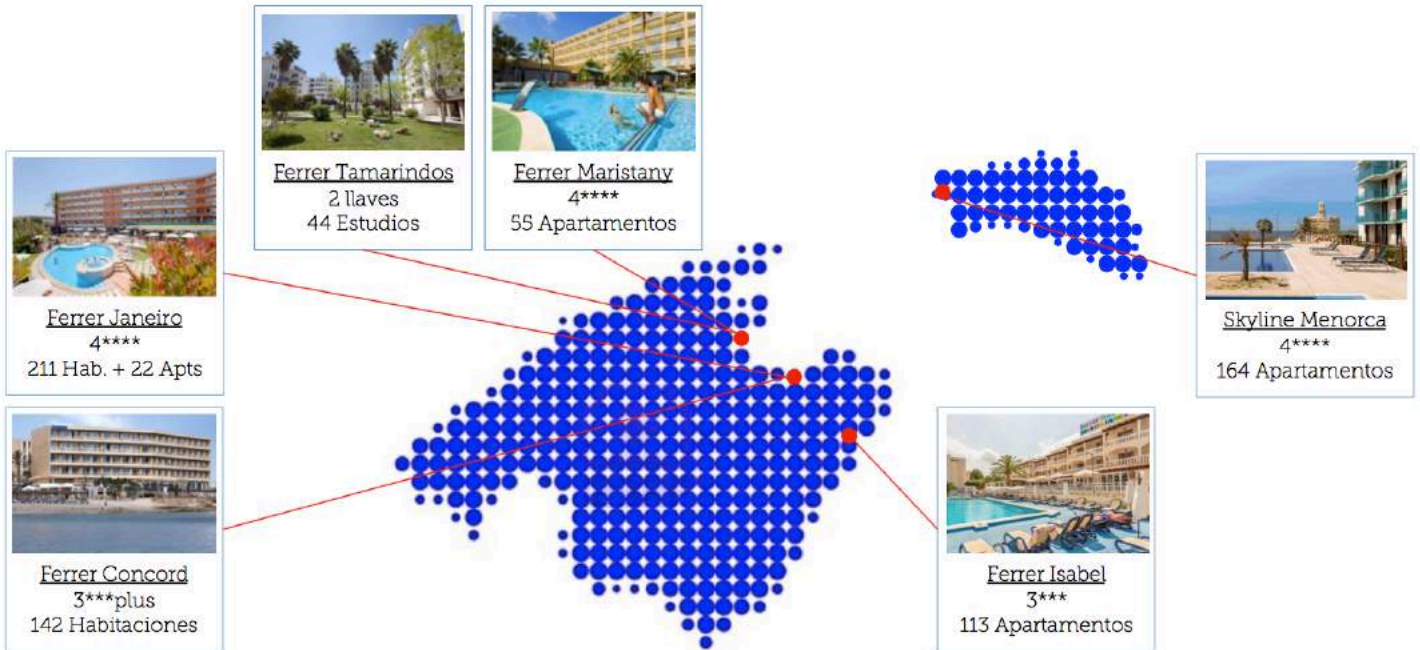 Ferrer Tamarindos
2 llaves
44 Estudios
Ferrer Maristany
4****
55 Apartamentos
Ferrer Janeiro
4****
211 Hab. + 22 Apts
Skyline Menorca
4****
164 Apartamentos
Ferrer Concord
3***plus
142 Habitaciones
Ferrer Isabel
3***
113 Apartamentos